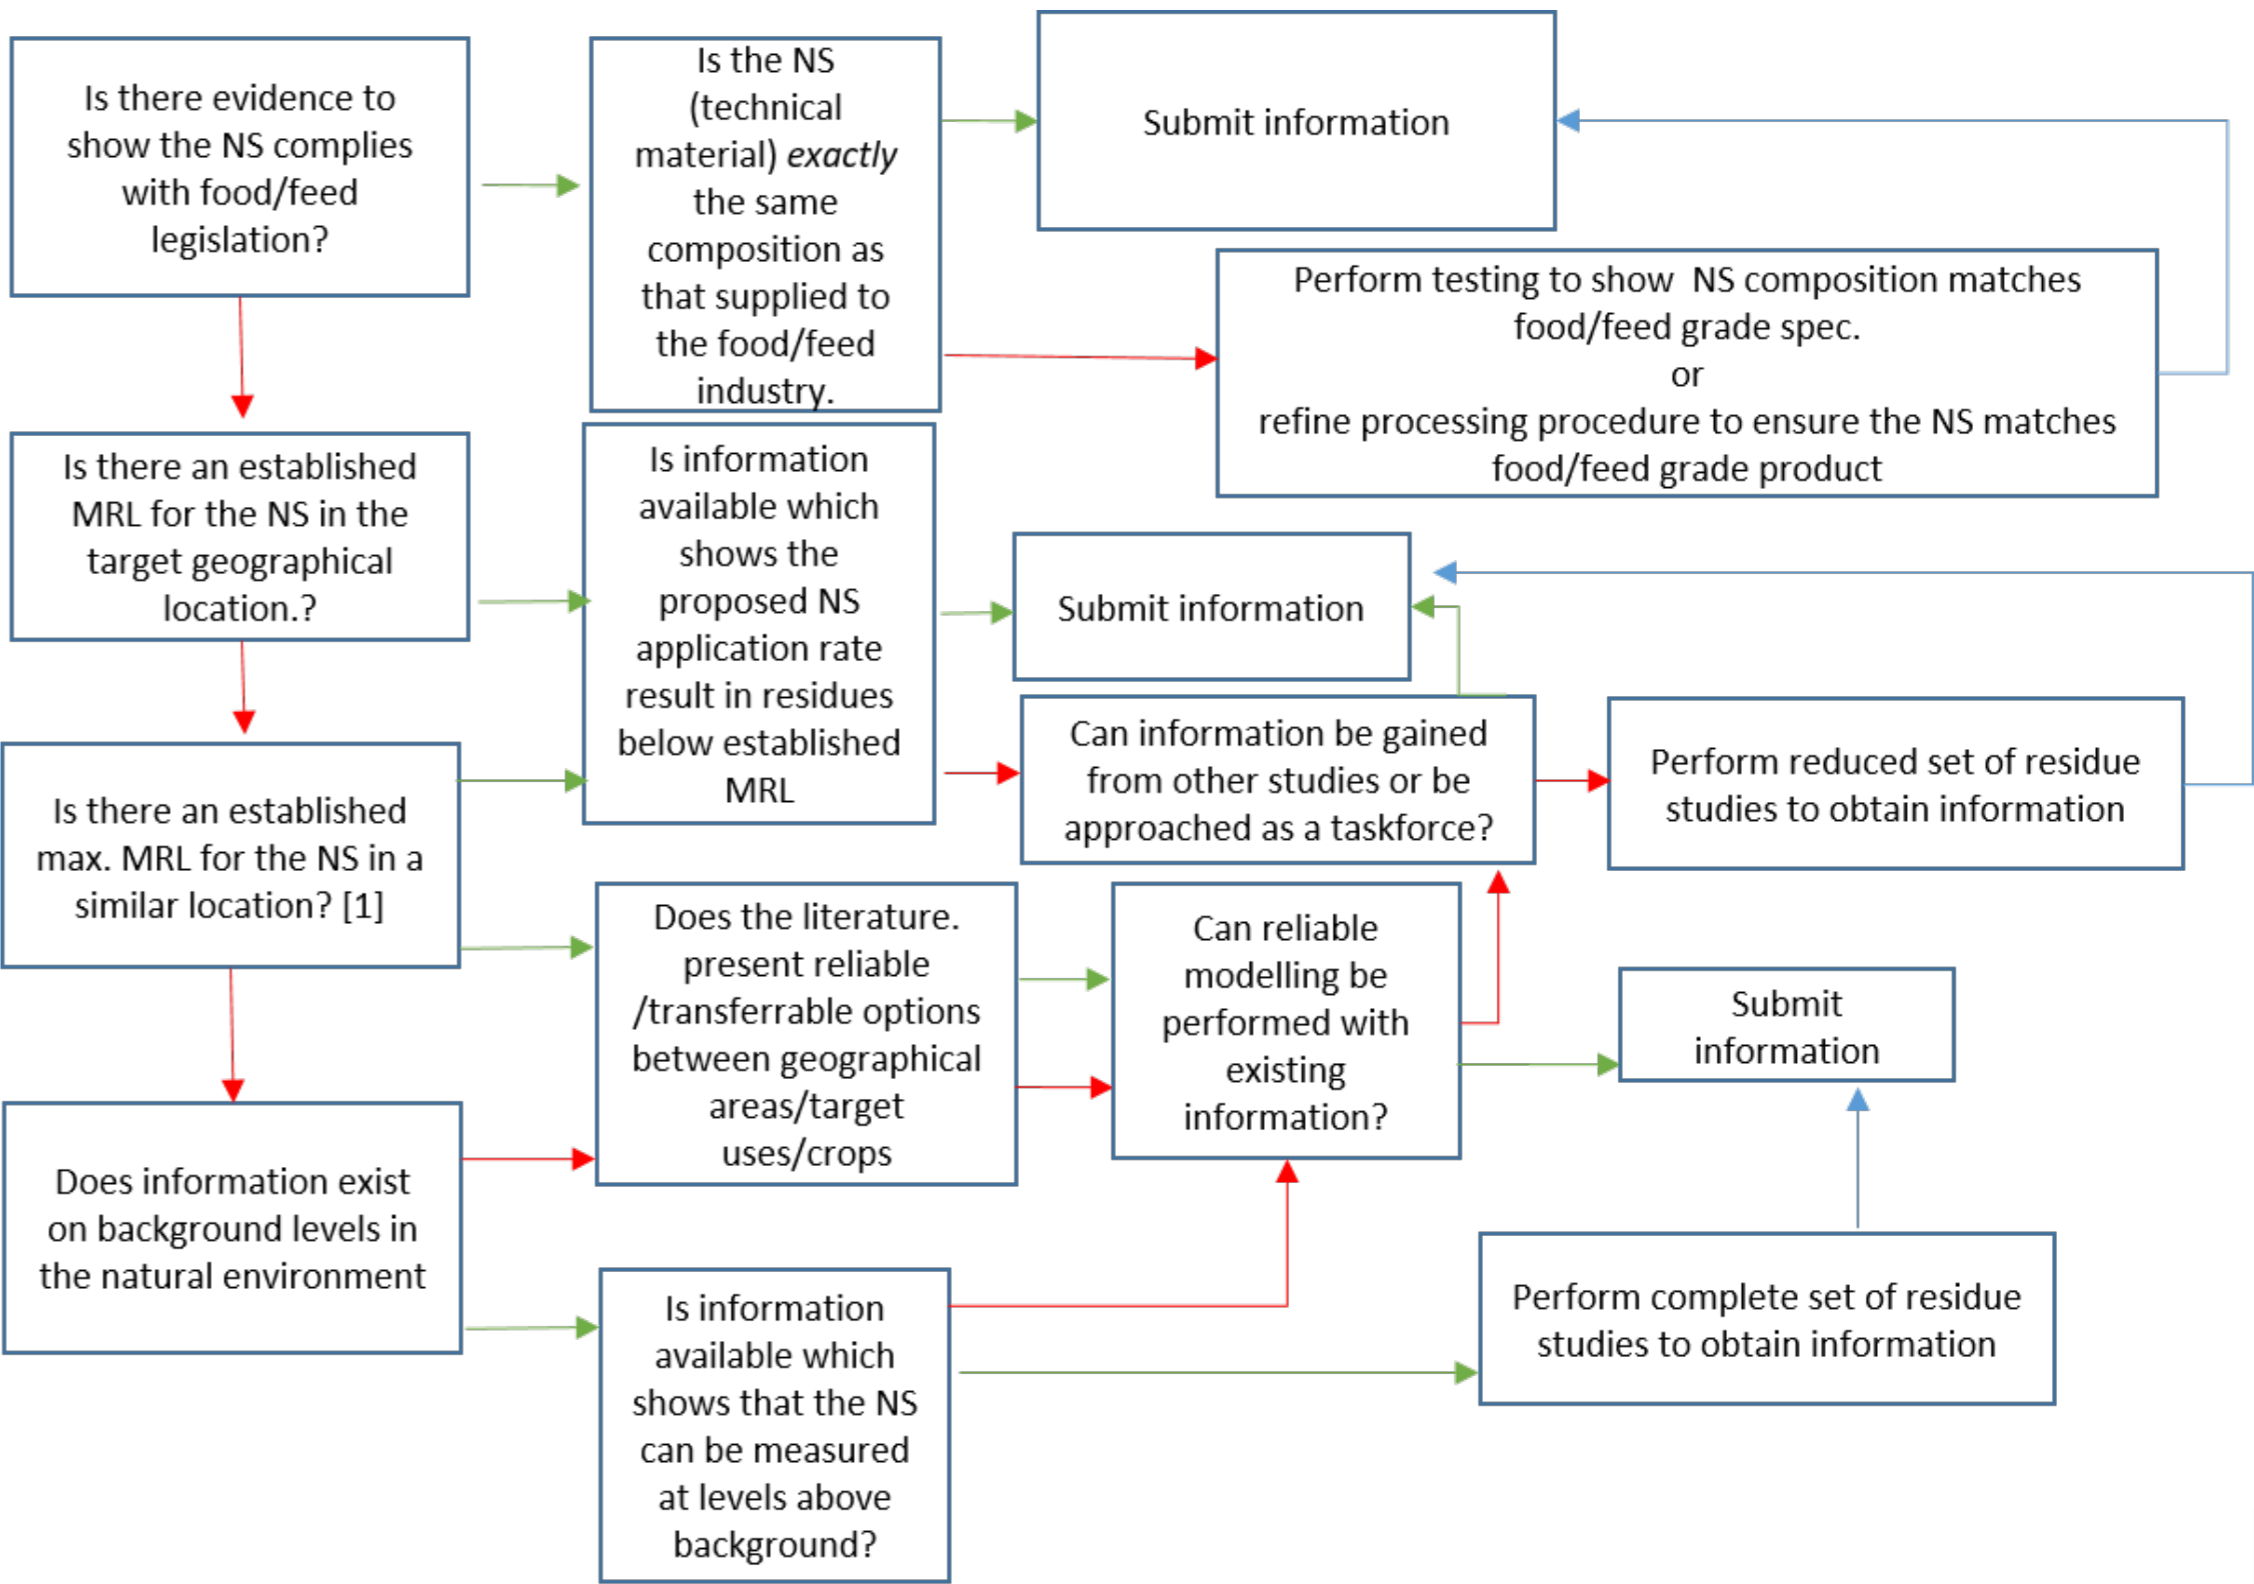 Is there evidence to
show the NS complies
with food/feed
legislation?
Is the NS
(technical
material) exactly
the same
composition as
that supplied to
the food/feed
industry.
Submit information
Perform testing to show  NS composition matches
food/feed grade spec.
or
refine processing procedure to ensure the NS matches
food/feed grade product
Is there an established
MRL for the NS in the
target geographical
location.?
Is information
available which
shows the
proposed NS
application rate
result in residues
below established
MRL
Submit information
Can information be gained
from other studies or be
approached as a taskforce?
Perform reduced set of residue
studies to obtain information
Is there an established
max. MRL for the NS in a
similar location? [1]
Does the literature.
present reliable
/transferrable options
between geographical
areas/target
uses/crops
Can reliable
modelling be
performed with
existing
information?
Submit
information
Does information exist
on background levels in
the natural environment
Is information
available which
shows that the NS
can be measured
at levels above
background?
Perform complete set of residue
studies to obtain information